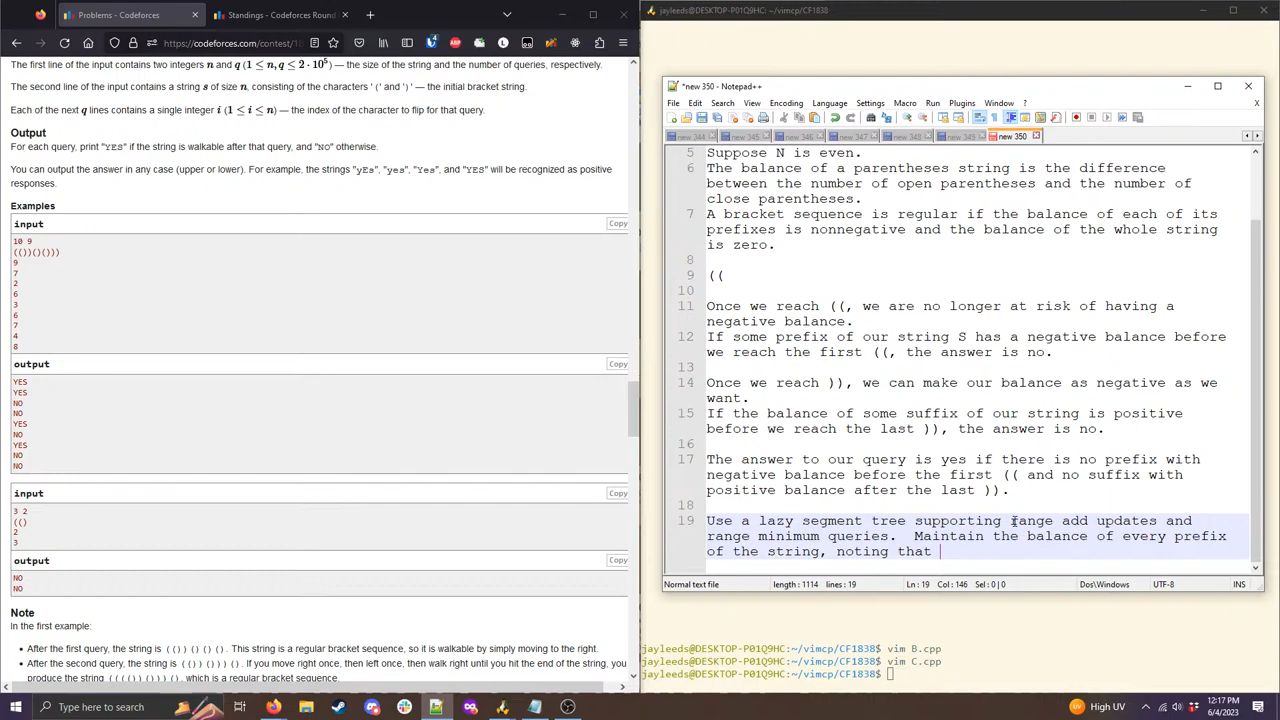 Problems - Codeforces
Standings - Codeforces Round
https://codeforces.com/contest/18
jayleeds@DESKTOP-P01Q9HC: ~/vimcp/CF1838
The first line of the input contains two integers n and q (1 ≤ n, q ≤ 2 · 10^5) — the size of the string and the number of queries, respectively.
The second line of the input contains a string s of size n, consisting of the characters '(' and ')' — the initial bracket string.
Each of the next q lines contains a single integer i (1 ≤ i ≤ n) — the index of the character to flip for that query.
Output
For each query, print "YES" if the string is walkable after that query, and "NO" otherwise.
You can output the answer in any case (upper or lower). For example, the strings "yEs", "yes", "Yes", and "YES" will be recognized as positive
responses.
Examples
input
Copy
10 9
(())()()))
9
7
2
6
3
6
7
4
8
output
Copy
YES
YES
NO
NO
YES
NO
YES
NO
NO
input
Copy
3 2
(()
2
3
output
Copy
NO
NO
Note
In the first example:
After the first query, the string is (())()()(). This string is a regular bracket sequence, so it is walkable by simply moving to the right.
After the second query, the string is (())()))(). If you move right once, then left once, then walk right until you hit the end of the string, you
produce the string
which is a regular bracket sequence.
*new 350 - Notepad++
File Edit Search View Encoding Language Settings Macro Run Plugins Window ?
X
new 344 new 345 new 346 new 347 new 348 new 349 new 350
5 Suppose N is even.
6 The balance of a parentheses string is the difference
between the number of open parentheses and the number of
close parentheses.
7 A bracket sequence is regular if the balance of each of its
prefixes is nonnegative and the balance of the whole string
is zero.
8
9 ((
10
11 Once we reach ((, we are no longer at risk of having a
negative balance.
12 If some prefix of our string S has a negative balance before
we reach the first ((, the answer is no.
13
14 Once we reach )), we can make our balance as negative as we
want.
15 If the balance of some suffix of our string is positive
before we reach the last )), the answer is no.
16
17 The answer to our query is yes if there is no prefix with
negative balance before the first (( and no suffix with
positive balance after the last )).
18
19 Use a lazy segment tree supporting range add updates and
range minimum queries.  Maintain the balance of every prefix
of the string, noting that
Normal text file length : 1114 lines : 19 Ln : 19 Col : 146 Sel : 0 | 0 Dos\Windows UTF-8 INS
jayleeds@DESKTOP-P01Q9HC:~/vimcp/CF1838$ vim B.cpp
jayleeds@DESKTOP-P01Q9HC:~/vimcp/CF1838$ vim C.cpp
jayleeds@DESKTOP-P01Q9HC:~/vimcp/CF1838$
Type here to search
High UV
12:17 PM
6/4/2023